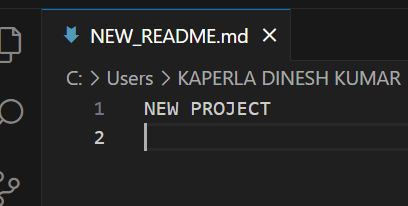 NEW_README.md
C: > Users > KAPERLA DINESH KUMAR
1 NEW PROJECT
2